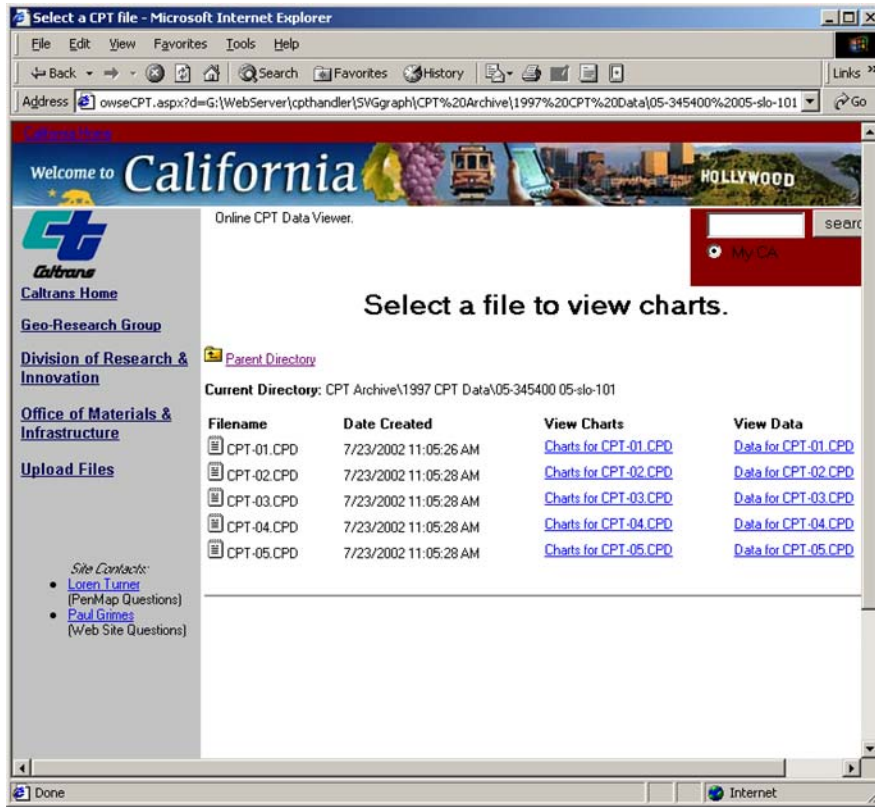 Select a CPT file - Microsoft Internet Explorer
File Edit View Favorites Tools Help
Back Search Favorites History Links »
Address owseCPT.aspx?d=G:\WebServer\cpthandler\SVGgraph\CPT%20Archive\1997%20CPT%20Data\05-345400%2005-slo-101 Go
California Home
Welcome to California
HOLLYWOOD
Caltrans
Online CPT Data Viewer.
searc
My CA
Caltrans Home
Geo-Research Group
Division of Research &
Innovation
Office of Materials &
Infrastructure
Upload Files
Site Contacts:
• Loren Turner
(PenMap Questions)
• Paul Grimes
(Web Site Questions)
Select a file to view charts.
Parent Directory
Current Directory: CPT Archive\1997 CPT Data\05-345400 05-slo-101
Filename Date Created View Charts View Data
CPT-01.CPD 7/23/2002 11:05:26 AM Charts for CPT-01.CPD Data for CPT-01.CPD
CPT-02.CPD 7/23/2002 11:05:28 AM Charts for CPT-02.CPD Data for CPT-02.CPD
CPT-03.CPD 7/23/2002 11:05:28 AM Charts for CPT-03.CPD Data for CPT-03.CPD
CPT-04.CPD 7/23/2002 11:05:28 AM Charts for CPT-04.CPD Data for CPT-04.CPD
CPT-05.CPD 7/23/2002 11:05:28 AM Charts for CPT-05.CPD Data for CPT-05.CPD
Done Internet